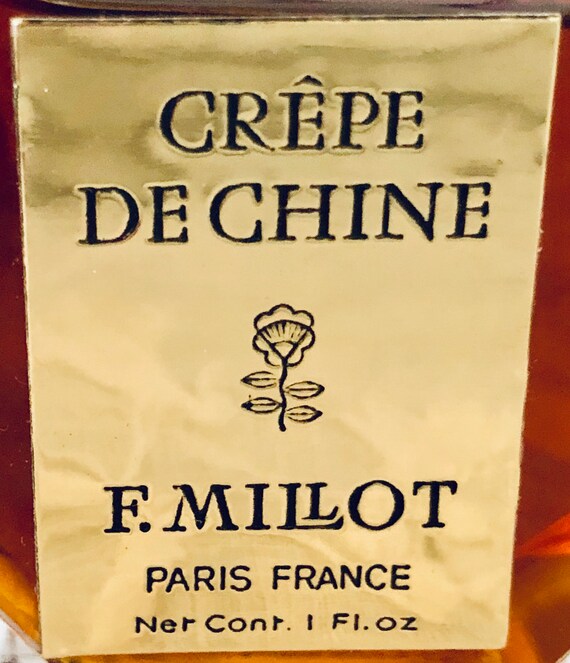 CRÊPE
DE CHINE
F. MILLOT
PARIS FRANCE
Net Cont. 1 Fl. oz